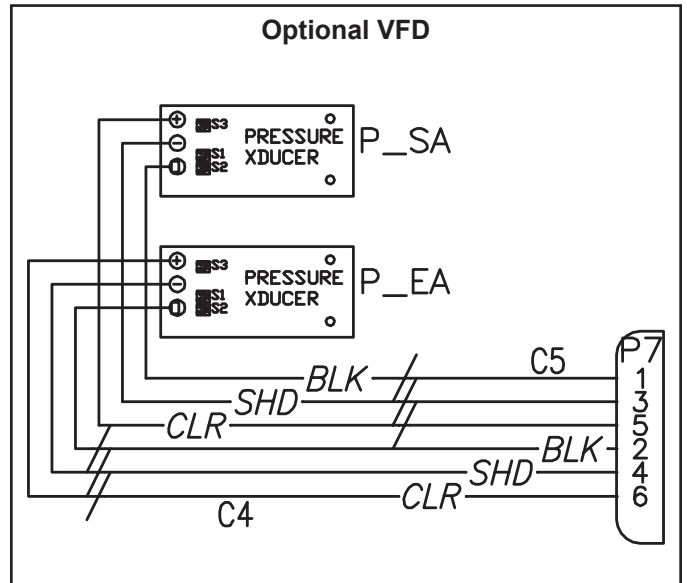 Optional VFD
S3
PRESSURE
XDUCER
S1
S2
P_SA
S3
PRESSURE
XDUCER
S1
S2
P_EA
P7
C5
BLK
1
SHD
3
CLR
5
BLK
2
SHD
4
CLR
6
C4